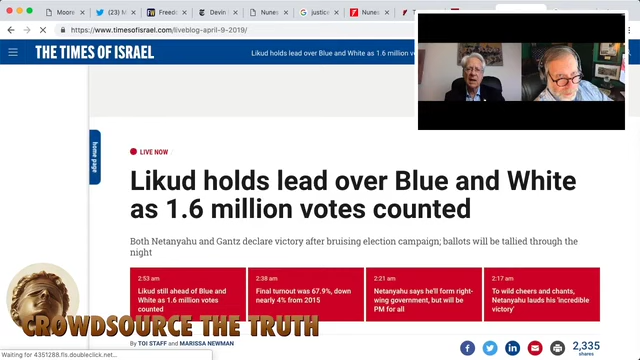 Moore
(23) M
Freedo
Devin
Nunes
justice
Nunes
https://www.timesofisrael.com/liveblog-april-9-2019/
THE TIMES OF ISRAEL
Likud holds lead over Blue and White as 1.6 million vot
home page
LIVE NOW
Likud holds lead over Blue and White
as 1.6 million votes counted
Both Netanyahu and Gantz declare victory after bruising election campaign; ballots will be tallied through the
night
2:53 am
Likud still ahead of
Blue and White as 1.6
million votes
counted
2:38 am
Final turnout was
67.9%, down
nearly 4% from 2015
2:21 am
Netanyahu says he'll form right-
wing government, but will be
PM for all
2:17 am
To wild cheers and chants,
Netanyahu lauds his 'incredible
victory'
CROWDSOURCE THE TRUTH
By TOI STAFF and MARISSA NEWMAN
2,335
shares
Waiting for 4351288.fls.doubleclick.net...